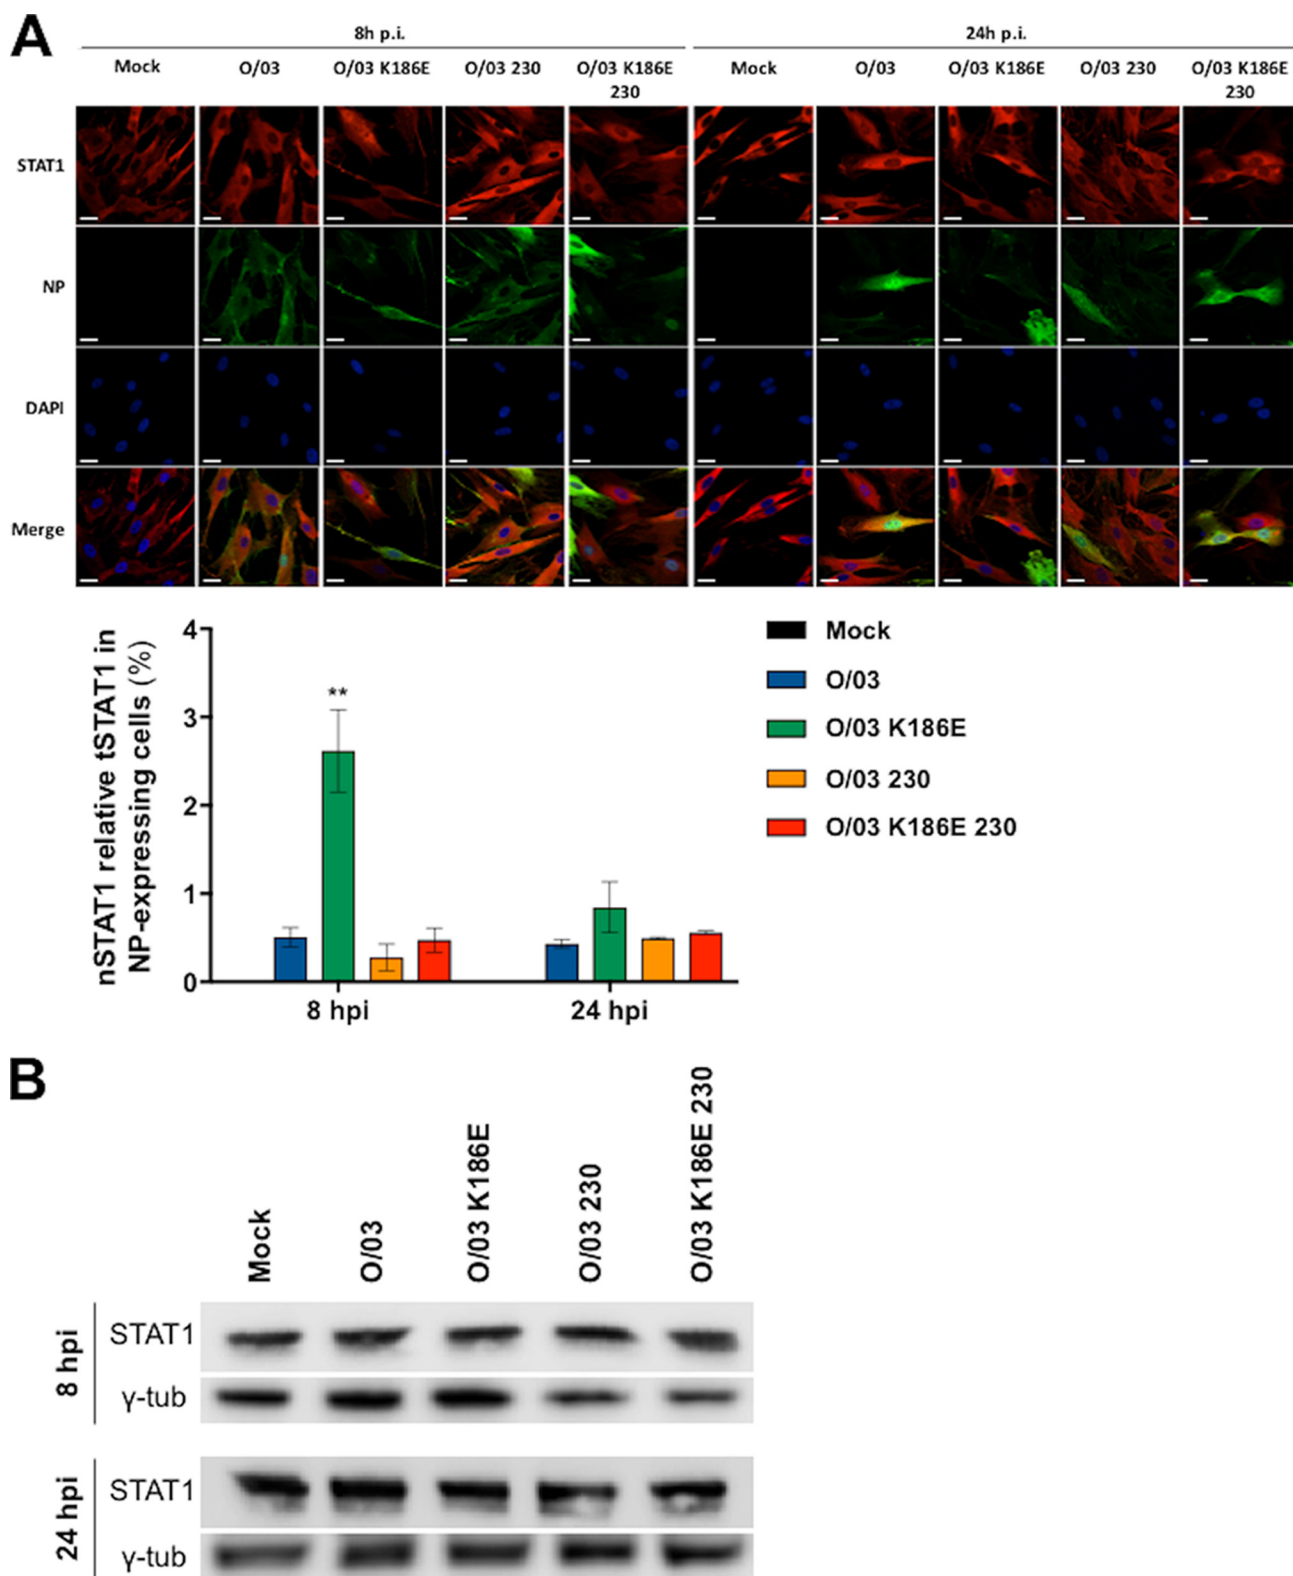 A
8h p.i.
24h p.i.
Mock
O/03
O/03 K186E
O/03 230
O/03 K186E
230
Mock
O/03
O/03 K186E
O/03 230
O/03 K186E
230
STAT1
NP
DAPI
Merge
nSTAT1 relative tSTAT1 in
NP-expressing cells (%)
4
3
2
1
0
**
8 hpi
24 hpi
Mock
O/03
O/03 K186E
O/03 230
O/03 K186E 230
B
Mock
O/03
O/03 K186E
O/03 230
O/03 K186E 230
8 hpi
STAT1
γ-tub
24 hpi
STAT1
γ-tub